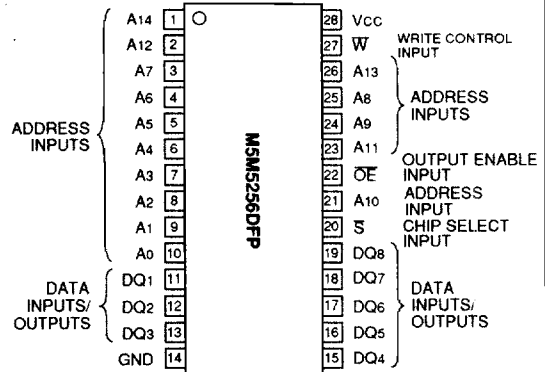 A14 1 28 Vcc
A12 2 27 W̅ WRITE CONTROL INPUT
A7 3 26 A13
A6 4 25 A8
A5 5 24 A9
A4 6 23 A11
ADDRESS INPUTS
ADDRESS INPUTS
A3 7 22 O̅E̅ OUTPUT ENABLE INPUT
A2 8 21 A10 ADDRESS INPUT
A1 9 20 S̅ CHIP SELECT INPUT
A0 10 19 DQ8
DQ1 11 18 DQ7
DQ2 12 17 DQ6
DQ3 13 16 DQ5
GND 14 15 DQ4
DATA INPUTS/ OUTPUTS
DATA INPUTS/ OUTPUTS
M5M5256DFP